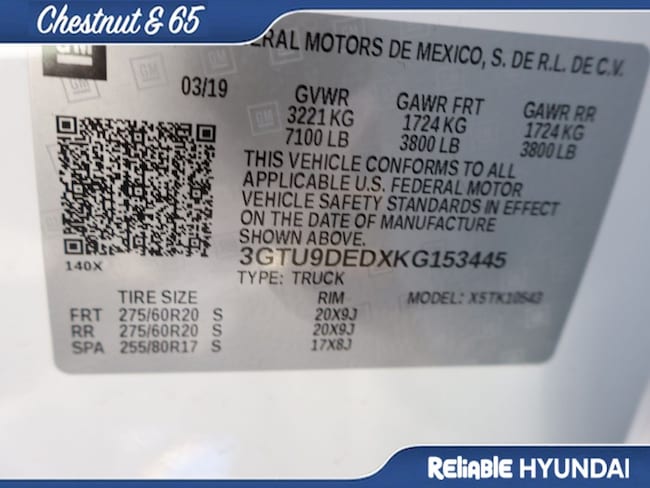 Chestnut & 65
GM
ERAL MOTORS DE MEXICO, S. DE R.L. DE C.V.
03/19
GVWR GAWR FRT GAWR RR
3221 KG 1724 KG 1724 KG
7100 LB 3800 LB 3800 LB
THIS VEHICLE CONFORMS TO ALL
APPLICABLE U.S. FEDERAL MOTOR
VEHICLE SAFETY STANDARDS IN EFFECT
ON THE DATE OF MANUFACTURE
SHOWN ABOVE.
3GTU9DEDXKG153445
140X
TYPE: TRUCK
TIRE SIZE RIM MODEL: X5TK10543
FRT 275/60R20 S 20X9J
RR 275/60R20 S 20X9J
SPA 255/80R17 S 17X8J
ReLiable HYUNDAI